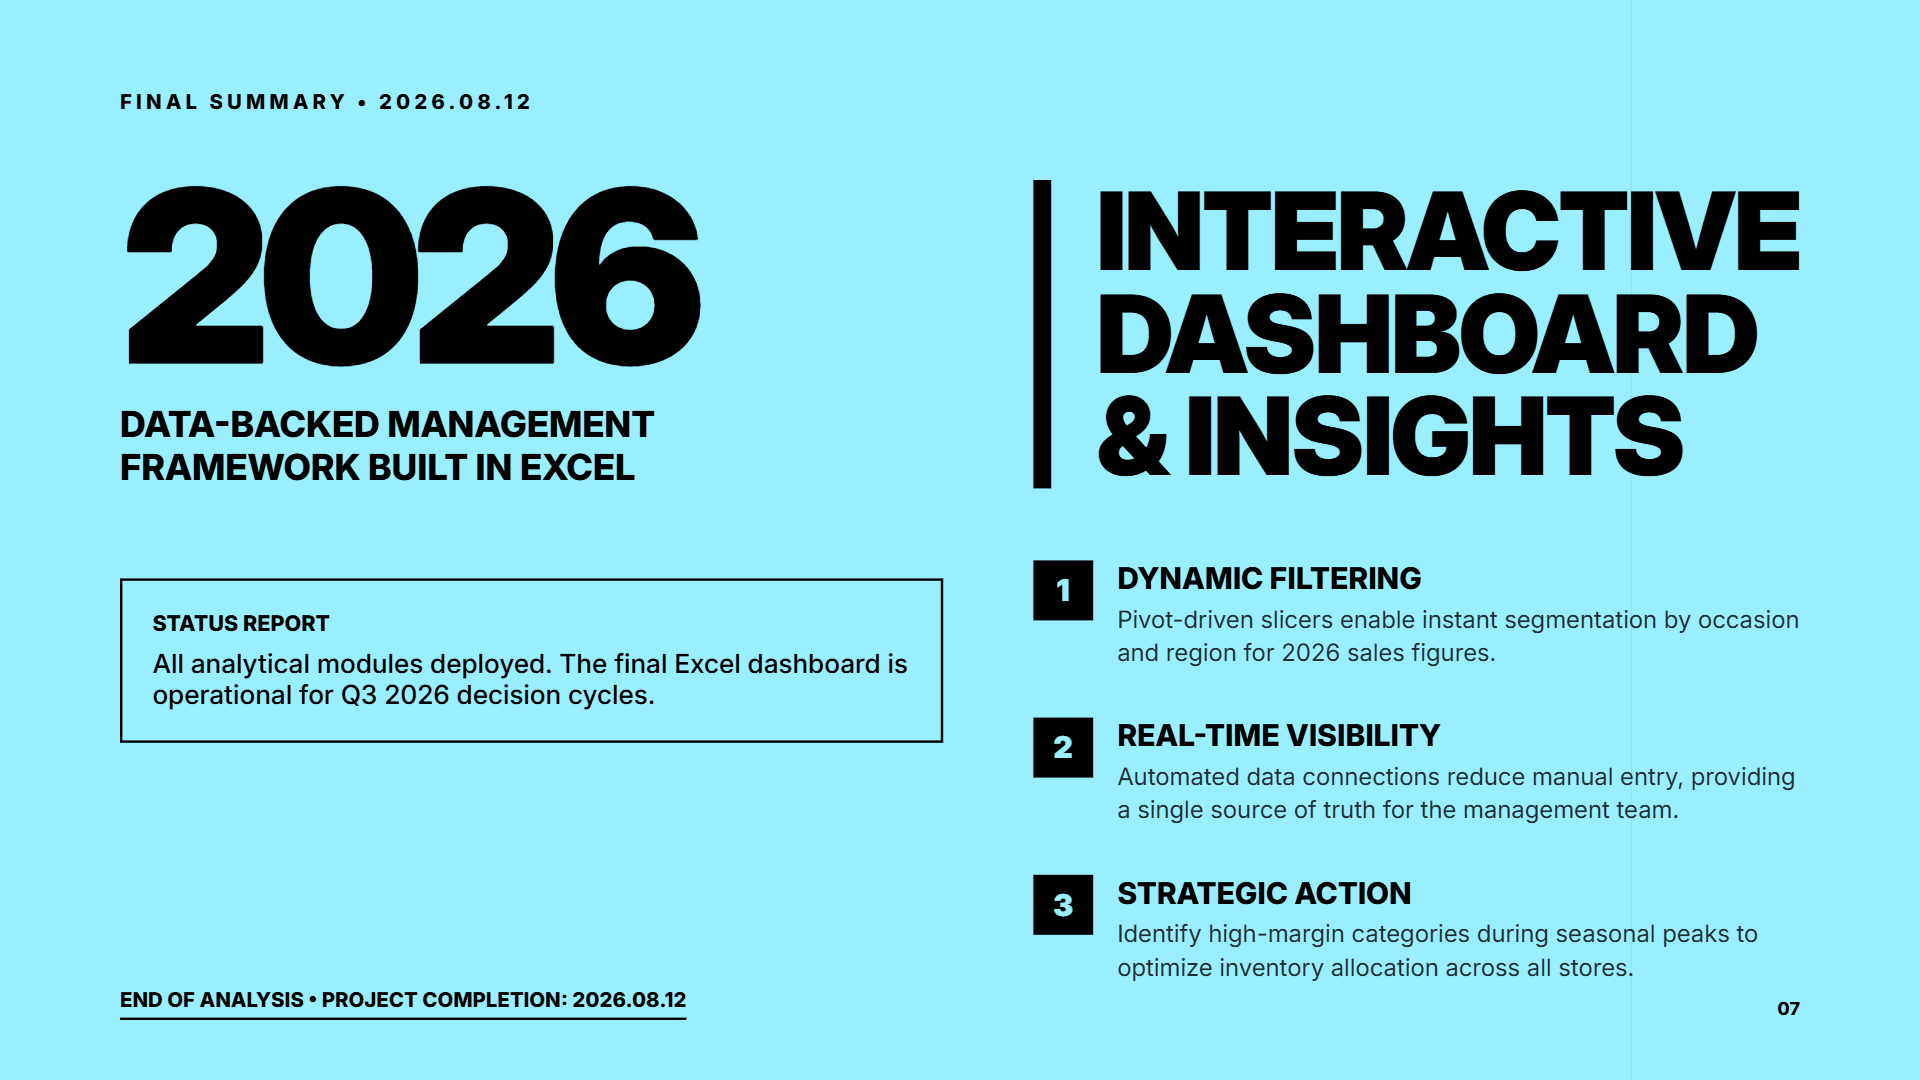 FINAL SUMMARY • 2026.08.12
2026
DATA-BACKED MANAGEMENT
FRAMEWORK BUILT IN EXCEL
STATUS REPORT
All analytical modules deployed. The final Excel dashboard is
operational for Q3 2026 decision cycles.
END OF ANALYSIS • PROJECT COMPLETION: 2026.08.12
INTERACTIVE
DASHBOARD
& INSIGHTS
1
DYNAMIC FILTERING
Pivot-driven slicers enable instant segmentation by occasion
and region for 2026 sales figures.
2
REAL-TIME VISIBILITY
Automated data connections reduce manual entry, providing
a single source of truth for the management team.
3
STRATEGIC ACTION
Identify high-margin categories during seasonal peaks to
optimize inventory allocation across all stores.
07